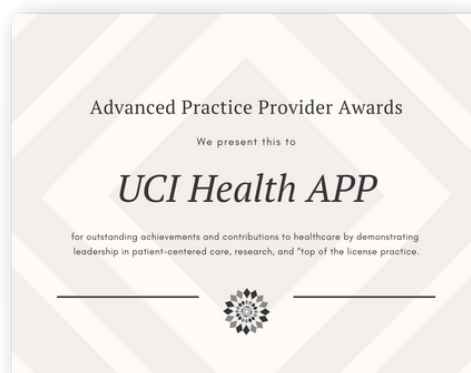 Advanced Practice Provider Awards
We present this to
UCI Health APP
for outstanding achievements and contributions to healthcare by demonstrating
leadership in patient-centered care, research, and "top of the license practice.